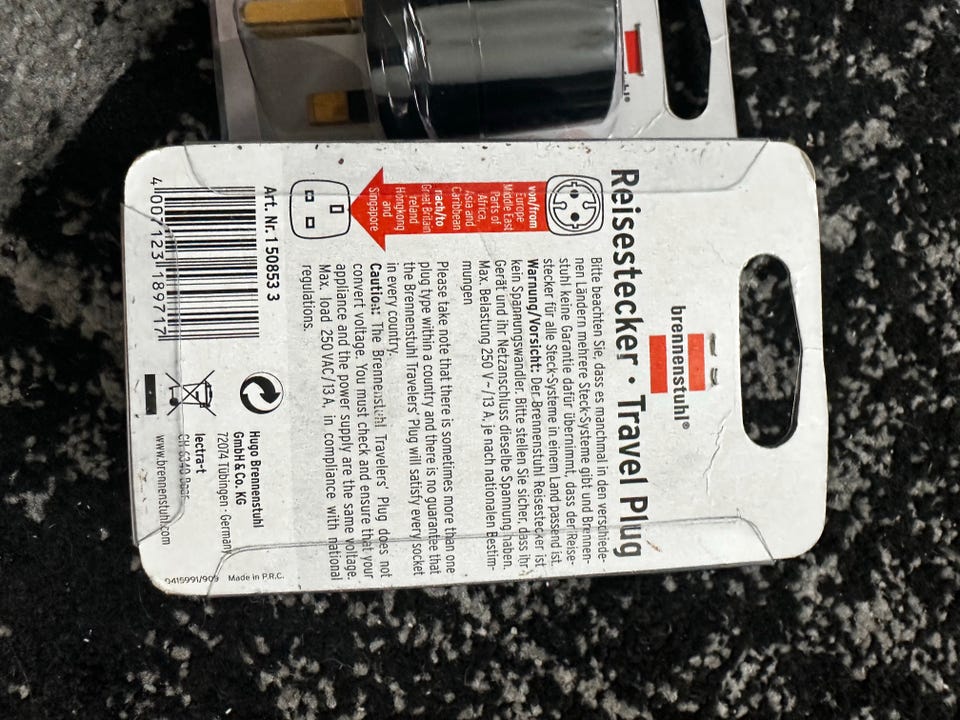 brennenstuhl®
Reisestecker • Travel Plug
von/from
Europe
Middle East
Parts of
Africa,
Asia and
Caribbean
nach/to
Great Britain
Ireland
Hongkong
and
Singapore
Bitte beachten Sie, dass es manchmal in den verschiede-
nen Ländern mehrere Steck-Systeme gibt und Brennen-
stuhl keine Garantie dafür übernimmt, dass der Reise-
stecker für alle Steck-Systeme in einem Land passend ist.
Warnung/Vorsicht: Der Brennenstuhl Reisestecker ist
kein Spannungswandler. Bitte stellen Sie sicher, dass ihr
Gerät und ihr Netzanschluss dieselbe Spannung haben.
Max. Belastung 250 V~ /13 A, je nach nationalen Bestim-
mungen
Please take note that there is sometimes more than one
plug type within a country and there is no guarantee that
the Brennenstuhl Travelers' Plug will satisfy every socket
in every country.
Caution: The Brennenstuhl Travelers' Plug does not
convert voltage. You must check and ensure that your
appliance and the power supply are the same voltage.
Max. load 250 VAC/13 A, in compliance with national
regulations.
Art. Nr. 1 50853 3
4 007123 189717
Hugo Brennenstuhl
GmbH & Co. KG
72074 Tübingen · Germany
lectra-t
CH-6340 Baar
www.brennenstuhl.com
0415991/909 Made in P.R.C.